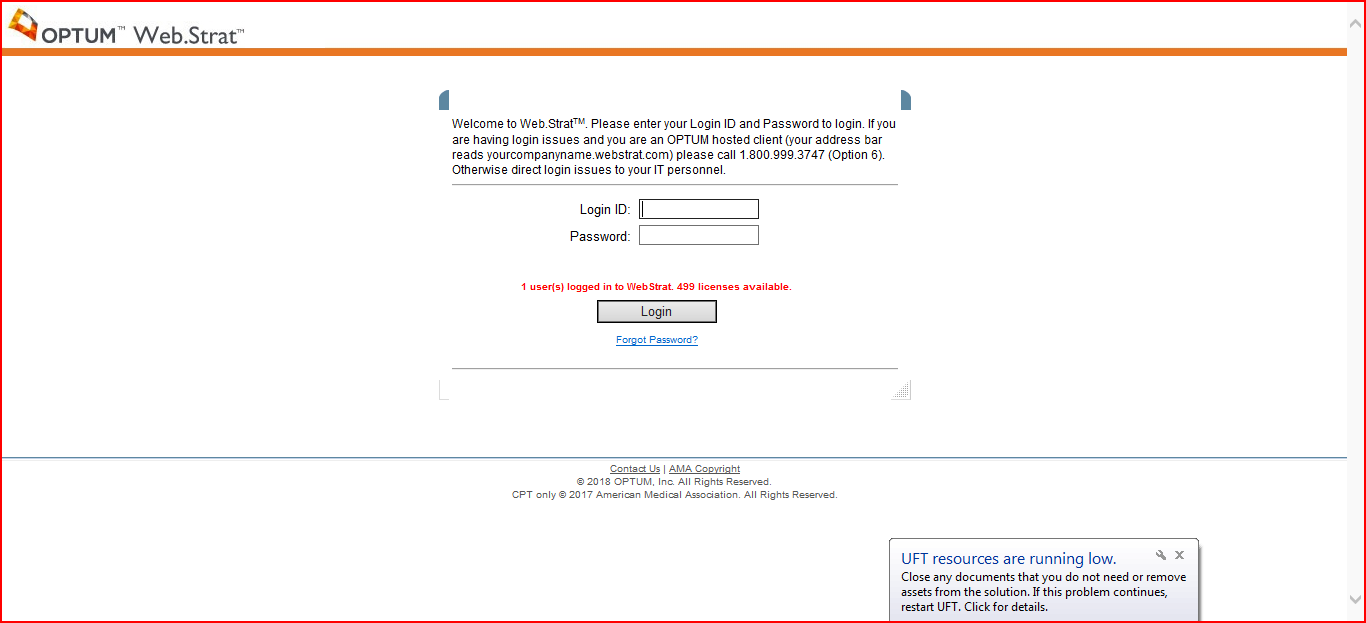 OPTUM™ Web.Strat™
Welcome to Web.Strat™. Please enter your Login ID and Password to login. If you
are having login issues and you are an OPTUM hosted client (your address bar
reads yourcompanyname.webstrat.com) please call 1.800.999.3747 (Option 6).
Otherwise direct login issues to your IT personnel.
Login ID:
Password:
1 user(s) logged in to WebStrat. 499 licenses available.
Login
Forgot Password?
Contact Us | AMA Copyright
© 2018 OPTUM, Inc. All Rights Reserved.
CPT only © 2017 American Medical Association. All Rights Reserved.
UFT resources are running low.
Close any documents that you do not need or remove
assets from the solution. If this problem continues,
restart UFT. Click for details.